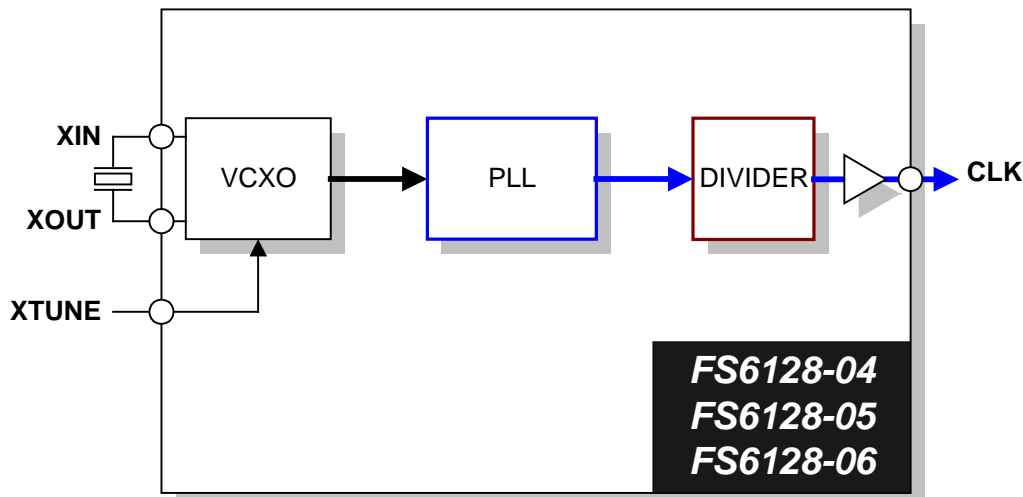 XIN
VCXO
PLL
DIVIDER
CLK
XOUT
XTUNE
FS6128-04
FS6128-05
FS6128-06